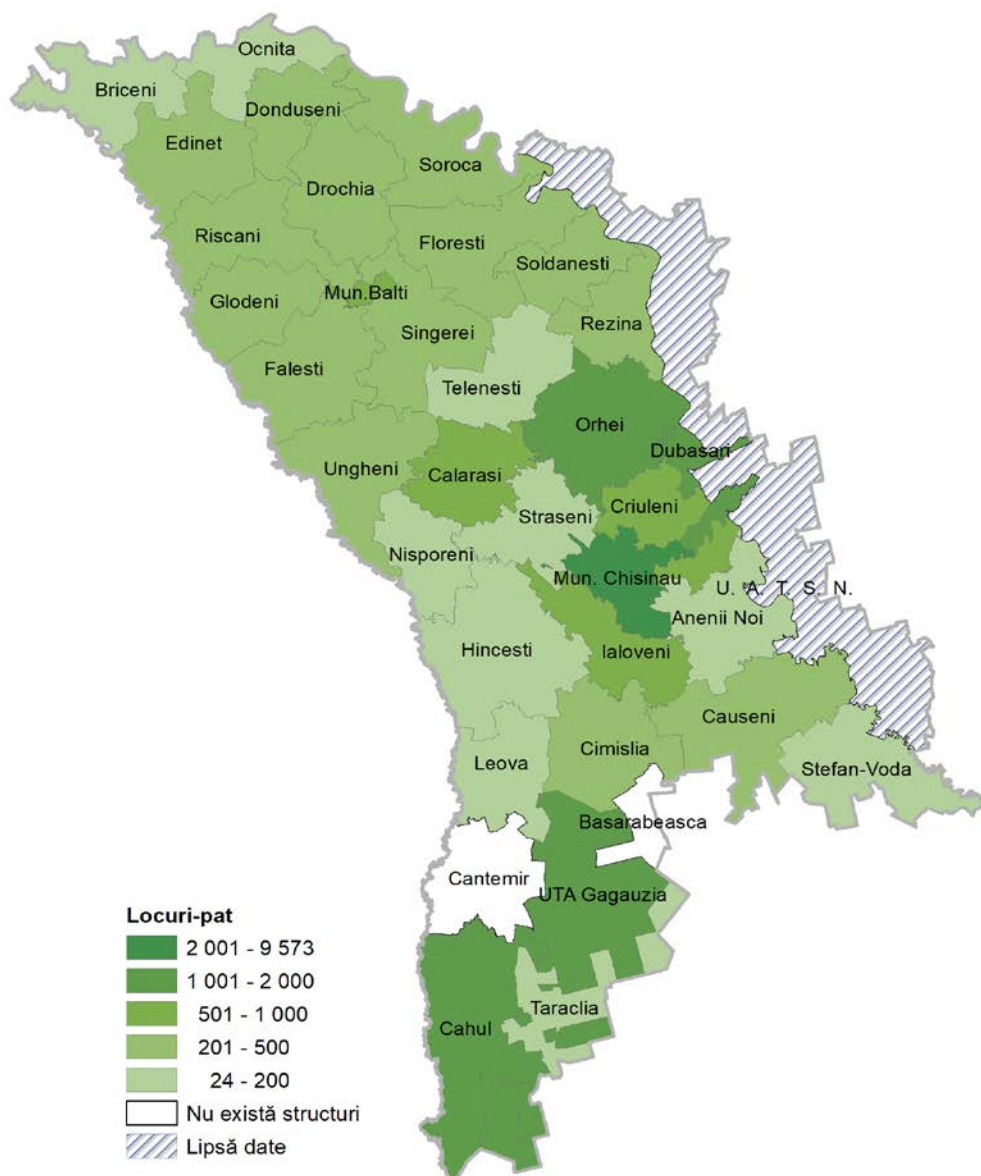 Ocnita
Briceni
Donduseni
Edinet
Soroca
Drochia
Riscani
Floresti
Soldanesti
Glodeni
Mun.Balti
Rezina
Singerei
Falesti
Telenesti
Orhei
Dubasari
Ungheni
Calarasi
Criuleni
Straseni
Nisporeni
Mun. Chisinau
U. A. T. S. N.
Anenii Noi
Hincesti
Ialoveni
Causeni
Cimislia
Leova
Stefan-Voda
Basarabeasca
Cantemir
UTA Gagauzia
Taraclia
Cahul
Locuri-pat
2 001 - 9 573
1 001 - 2 000
501 - 1 000
201 - 500
24 - 200
Nu există structuri
Lipsă date